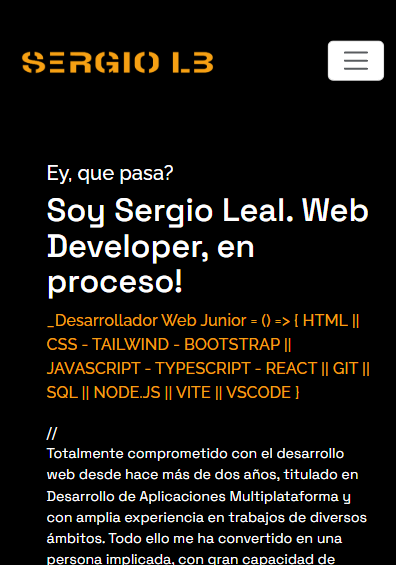 SERGIO LB
Ey, que pasa?
Soy Sergio Leal. Web
Developer, en
proceso!
_Desarrollador Web Junior = () => { HTML ||
CSS - TAILWIND - BOOTSTRAP ||
JAVASCRIPT - TYPESCRIPT - REACT || GIT ||
SQL || NODE.JS || VITE || VSCODE }
//
Totalmente comprometido con el desarrollo
web desde hace más de dos años, titulado en
Desarrollo de Aplicaciones Multiplataforma y
con amplia experiencia en trabajos de diversos
ámbitos. Todo ello me ha convertido en una
persona implicada, con gran capacidad de